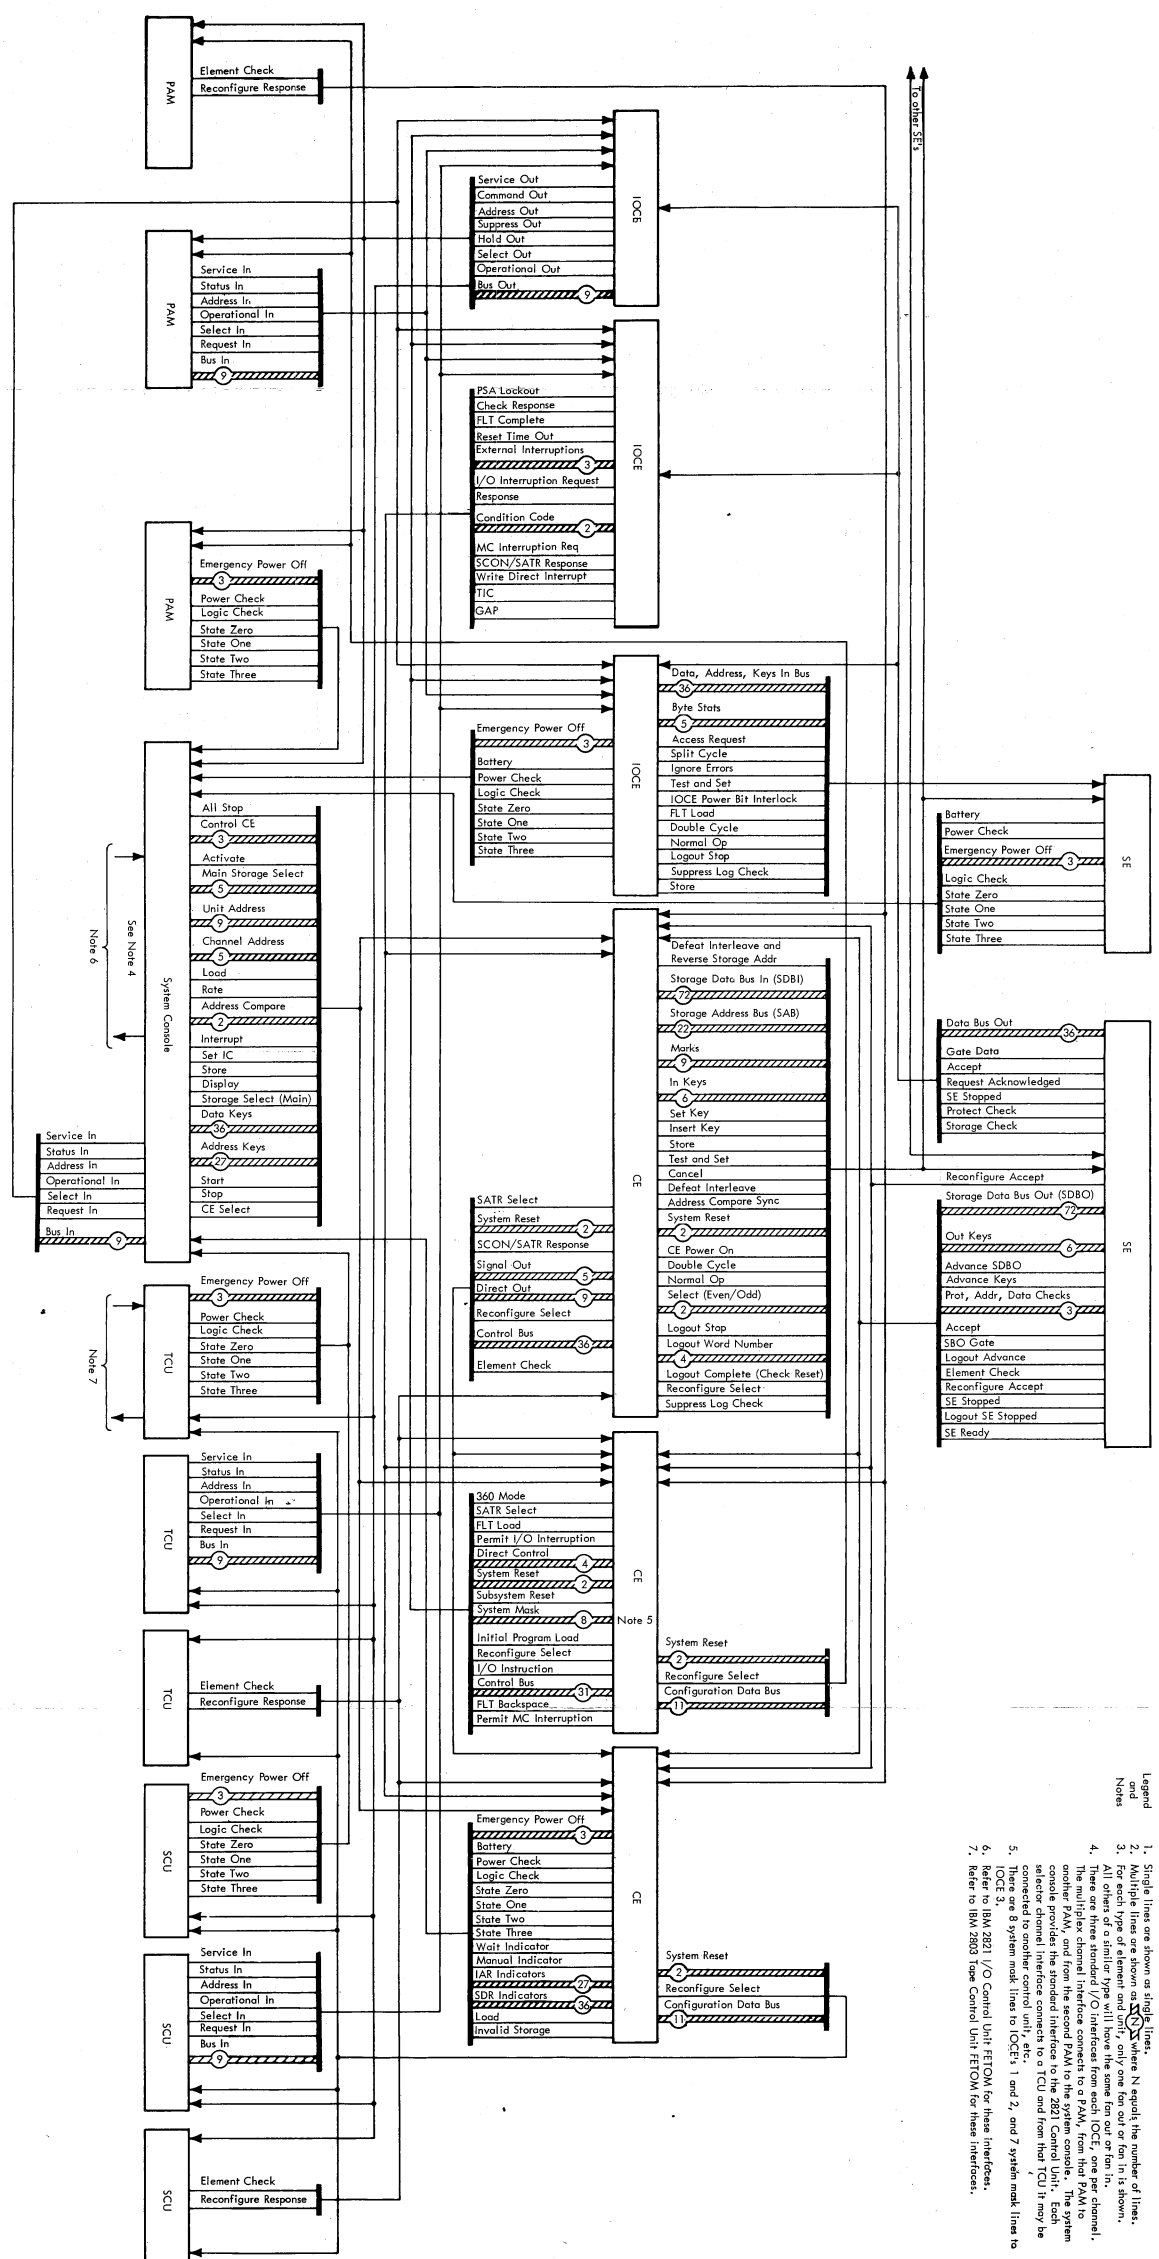 PAM
Element Check
Reconfigure Response
To other SE's
IOCE
Service Out
Command Out
Address Out
Suppress Out
Hold Out
Select Out
Operational Out
Bus Out
9
PAM
Service In
Status In
Address In
Operational In
Select In
Request In
Bus In
9
IOCE
PSA Lockout
Check Response
FLT Complete
Reset Time Out
External Interruptions
3
I/O Interruption Request
Response
Condition Code
2
MC Interruption Req
SCON/SATR Response
Write Direct Interrupt
TIC
GAP
PAM
Emergency Power Off
3
Power Check
Logic Check
State Zero
State One
State Two
State Three
IOCE
Emergency Power Off
3
Battery
Power Check
Logic Check
State Zero
State One
State Two
State Three
Data, Address, Keys In Bus
36
Byte Stats
5
Access Request
Split Cycle
Ignore Errors
Test and Set
IOCE Power Bit Interlock
FLT Load
Double Cycle
Normal Op
Logout Stop
Suppress Log Check
Store
SE
Battery
Power Check
Emergency Power Off
3
Logic Check
State Zero
State One
State Two
State Three
System Console
See Note 4
Note 6
All Stop
Control CE
3
Activate
Main Storage Select
5
Unit Address
9
Channel Address
5
Load
Rate
Address Compare
2
Interrupt
Set IC
Store
Display
Storage Select (Main)
Data Keys
36
Address Keys
27
Start
Stop
CE Select
Service In
Status In
Address In
Operational In
Select In
Request In
Bus In
9
CE
Defeat Interleave and
Reverse Storage Addr
Storage Data Bus In (SDBI)
72
Storage Address Bus (SAB)
22
Marks
9
In Keys
6
Set Key
Insert Key
Store
Test and Set
Cancel
Defeat Interleave
Address Compare Sync
System Reset
2
CE Power On
Double Cycle
Normal Op
Select (Even/Odd)
2
Logout Stop
Logout Word Number
4
Logout Complete (Check Reset)
Reconfigure Select
Suppress Log Check
SATR Select
System Reset
2
SCON/SATR Response
Signal Out
5
Direct Out
9
Reconfigure Select
Control Bus
36
Element Check
SE
Data Bus Out
36
Gate Data
Accept
Request Acknowledged
SE Stopped
Protect Check
Storage Check
Reconfigure Accept
Storage Data Bus Out (SDBO)
72
Out Keys
6
Advance SDBO
Advance Keys
Prot, Addr, Data Checks
3
Accept
SBO Gate
Logout Advance
Element Check
Reconfigure Accept
SE Stopped
Logout SE Stopped
SE Ready
TCU
Note 7
Emergency Power Off
3
Power Check
Logic Check
State Zero
State One
State Two
State Three
TCU
Service In
Status In
Address In
Operational In
Select In
Request In
Bus In
9
CE
Note 5
360 Mode
SATR Select
FLT Load
Permit I/O Interruption
Direct Control
4
System Reset
2
Subsystem Reset
System Mask
8
Initial Program Load
Reconfigure Select
I/O Instruction
Control Bus
31
FLT Backspace
Permit MC Interruption
System Reset
2
Reconfigure Select
Configuration Data Bus
11
TCU
Element Check
Reconfigure Response
SCU
Emergency Power Off
3
Power Check
Logic Check
State Zero
State One
State Two
State Three
CE
Emergency Power Off
3
Battery
Power Check
Logic Check
State Zero
State One
State Two
State Three
Wait Indicator
Manual Indicator
IAR Indicators
27
SDR Indicators
36
Load
Invalid Storage
System Reset
2
Reconfigure Select
Configuration Data Bus
11
SCU
Service In
Status In
Address In
Operational In
Select In
Request In
Bus In
9
SCU
Element Check
Reconfigure Response
Legend
and
Notes
1. Single lines are shown as single lines.
2. Multiple lines are shown as N where N equals the number of lines.
3. For each type of element and unit, only one fan out or fan in is shown.
All others of a similar type will have the same fan out or fan in.
4. There are three standard I/O interfaces from each IOCE, one per channel.
The multiplex channel interface connects to a PAM, from that PAM to
another PAM, and from the second PAM to the system console. The system
console provides the standard interface to the 2821 Control Unit. Each
selector channel interface connects to a TCU and from that TCU it may be
connected to another control unit, etc.
5. There are 8 system mask lines to IOCE's 1 and 2, and 7 system mask lines to
IOCE 3.
6. Refer to IBM 2821 I/O Control Unit FETOM for these interfaces.
7. Refer to IBM 2803 Tape Control Unit FETOM for these interfaces.